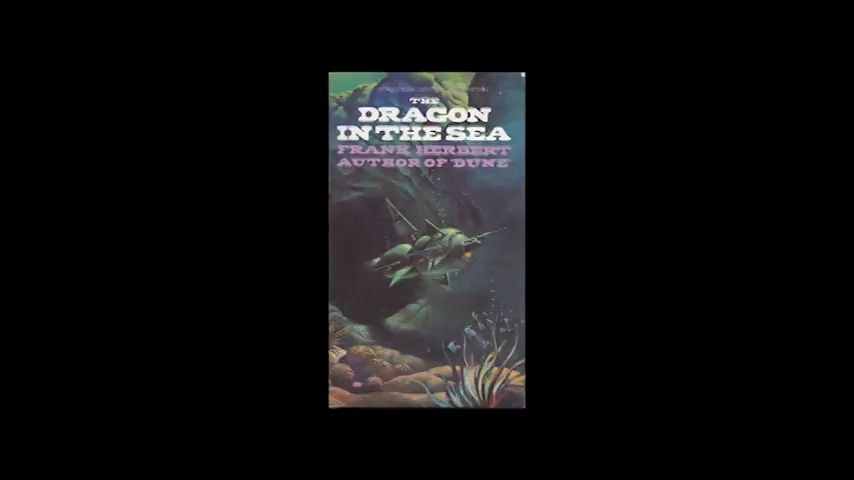 THE
DRAGON
IN THE SEA
FRANK HERBERT
AUTHOR OF DUNE